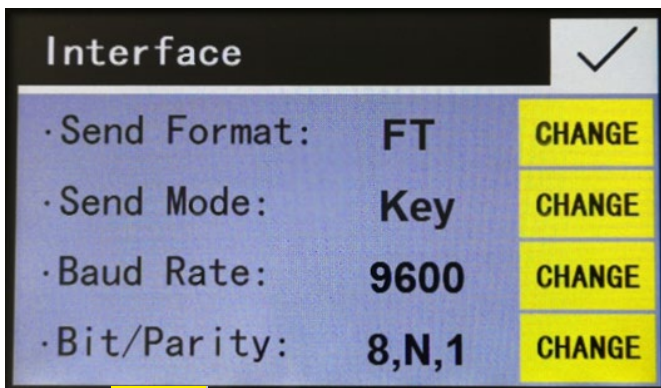 Interface
·Send Format: FT CHANGE
·Send Mode: Key CHANGE
·Baud Rate: 9600 CHANGE
·Bit/Parity: 8,N,1 CHANGE